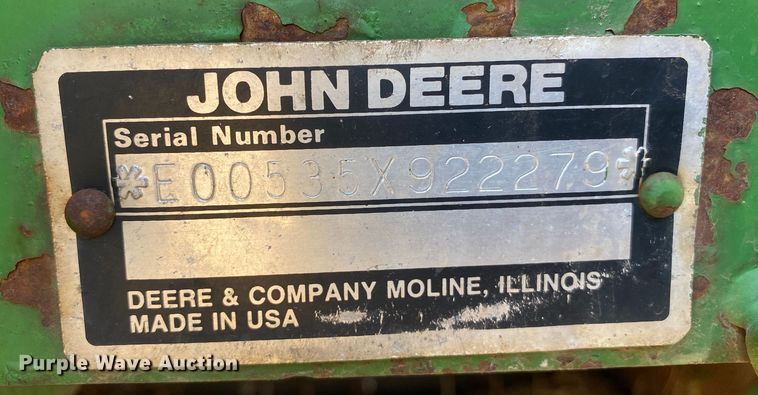 JOHN DEERE
Serial Number
*E00535X922279*
DEERE & COMPANY MOLINE, ILLINOIS
MADE IN USA
Purple Wave Auction